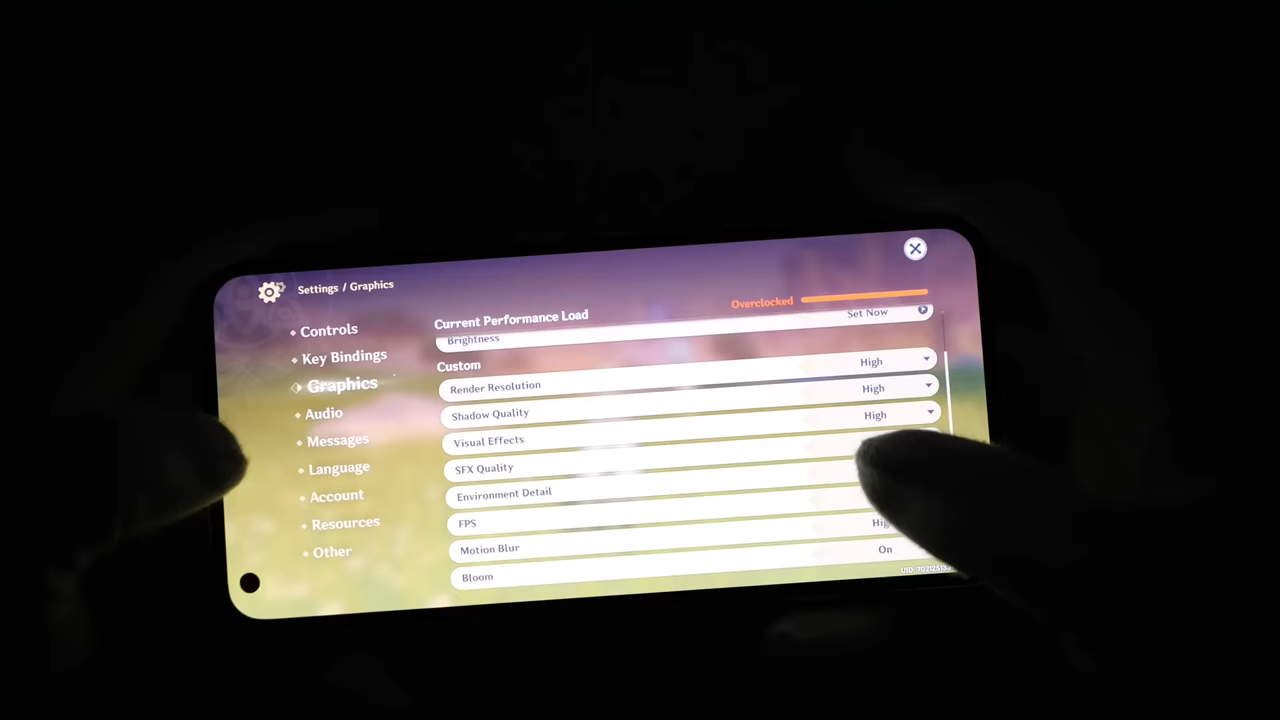 Settings / Graphics
Controls
Key Bindings
Graphics
Audio
Messages
Language
Account
Resources
Other
Current Performance Load
Overclocked
Brightness
Set Now
Custom
Render Resolution
High
Shadow Quality
High
Visual Effects
High
SFX Quality
Environment Detail
FPS
Motion Blur
Bloom
On